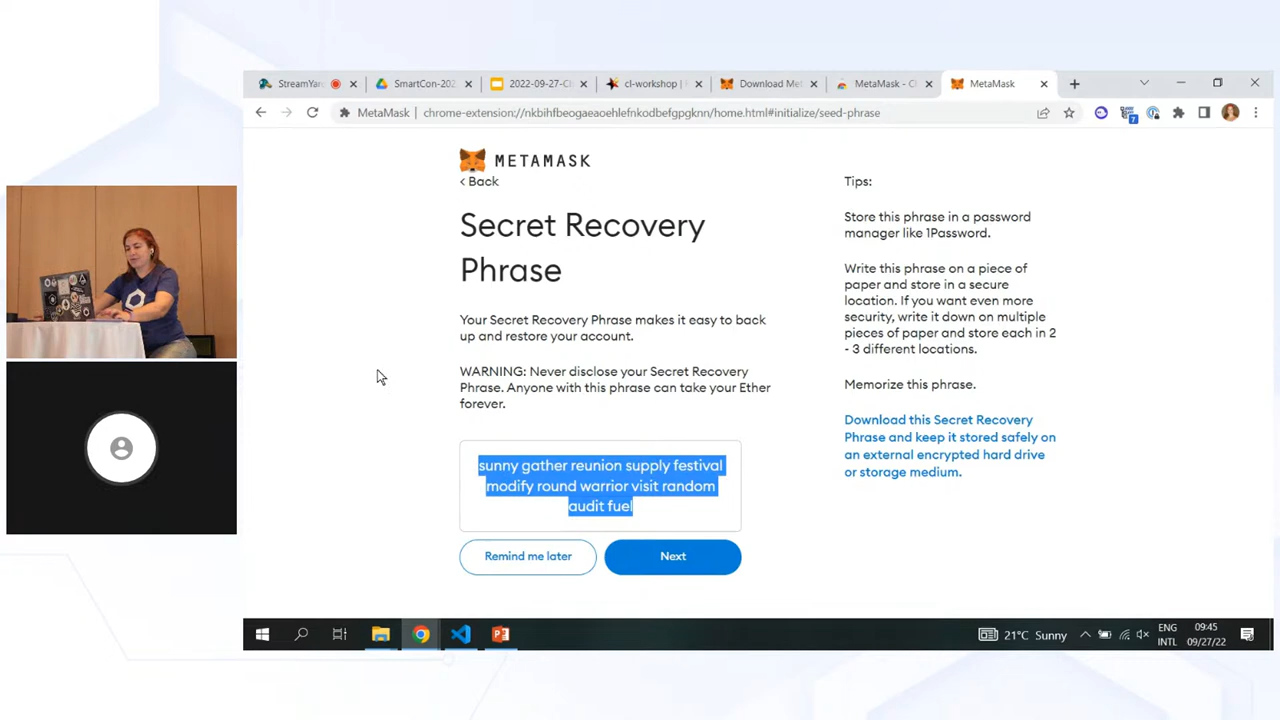 StreamYar
SmartCon-202
2022-09-27-Ch
cl-workshop |
Download Met
MetaMask - C
MetaMask
MetaMask
chrome-extension://nkbihfbeogaeaoehlefnkodbefgpgknn/home.html#initialize/seed-phrase
7
METAMASK
< Back
Secret Recovery
Phrase
Your Secret Recovery Phrase makes it easy to back
up and restore your account.
WARNING: Never disclose your Secret Recovery
Phrase. Anyone with this phrase can take your Ether
forever.
sunny gather reunion supply festival
modify round warrior visit random
audit fuel
Remind me later
Next
Tips:
Store this phrase in a password
manager like 1Password.
Write this phrase on a piece of
paper and store in a secure
location. If you want even more
security, write it down on multiple
pieces of paper and store each in 2
- 3 different locations.
Memorize this phrase.
Download this Secret Recovery
Phrase and keep it stored safely on
an external encrypted hard drive
or storage medium.
21°C Sunny
ENG
INTL
09:45
09/27/22